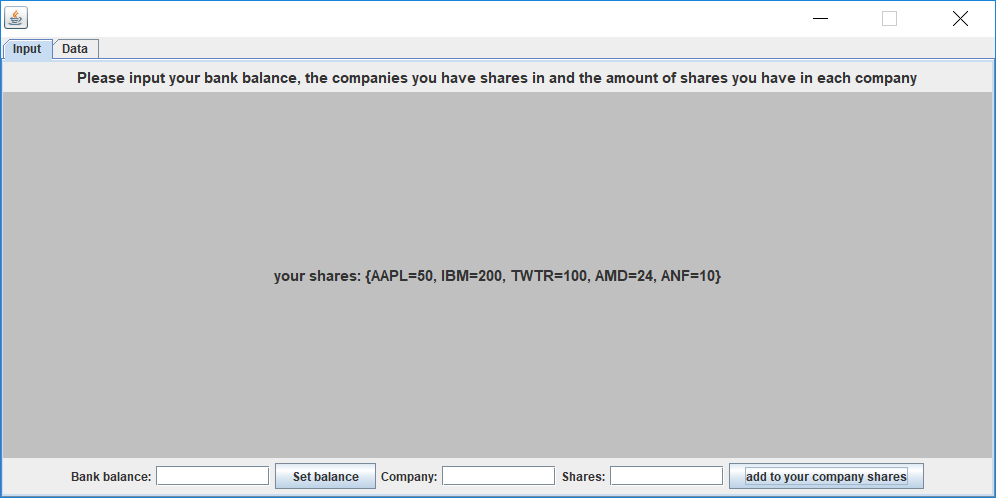 Input Data
Please input your bank balance, the companies you have shares in and the amount of shares you have in each company
your shares: {AAPL=50, IBM=200, TWTR=100, AMD=24, ANF=10}
Bank balance: Set balance Company: Shares: add to your company shares